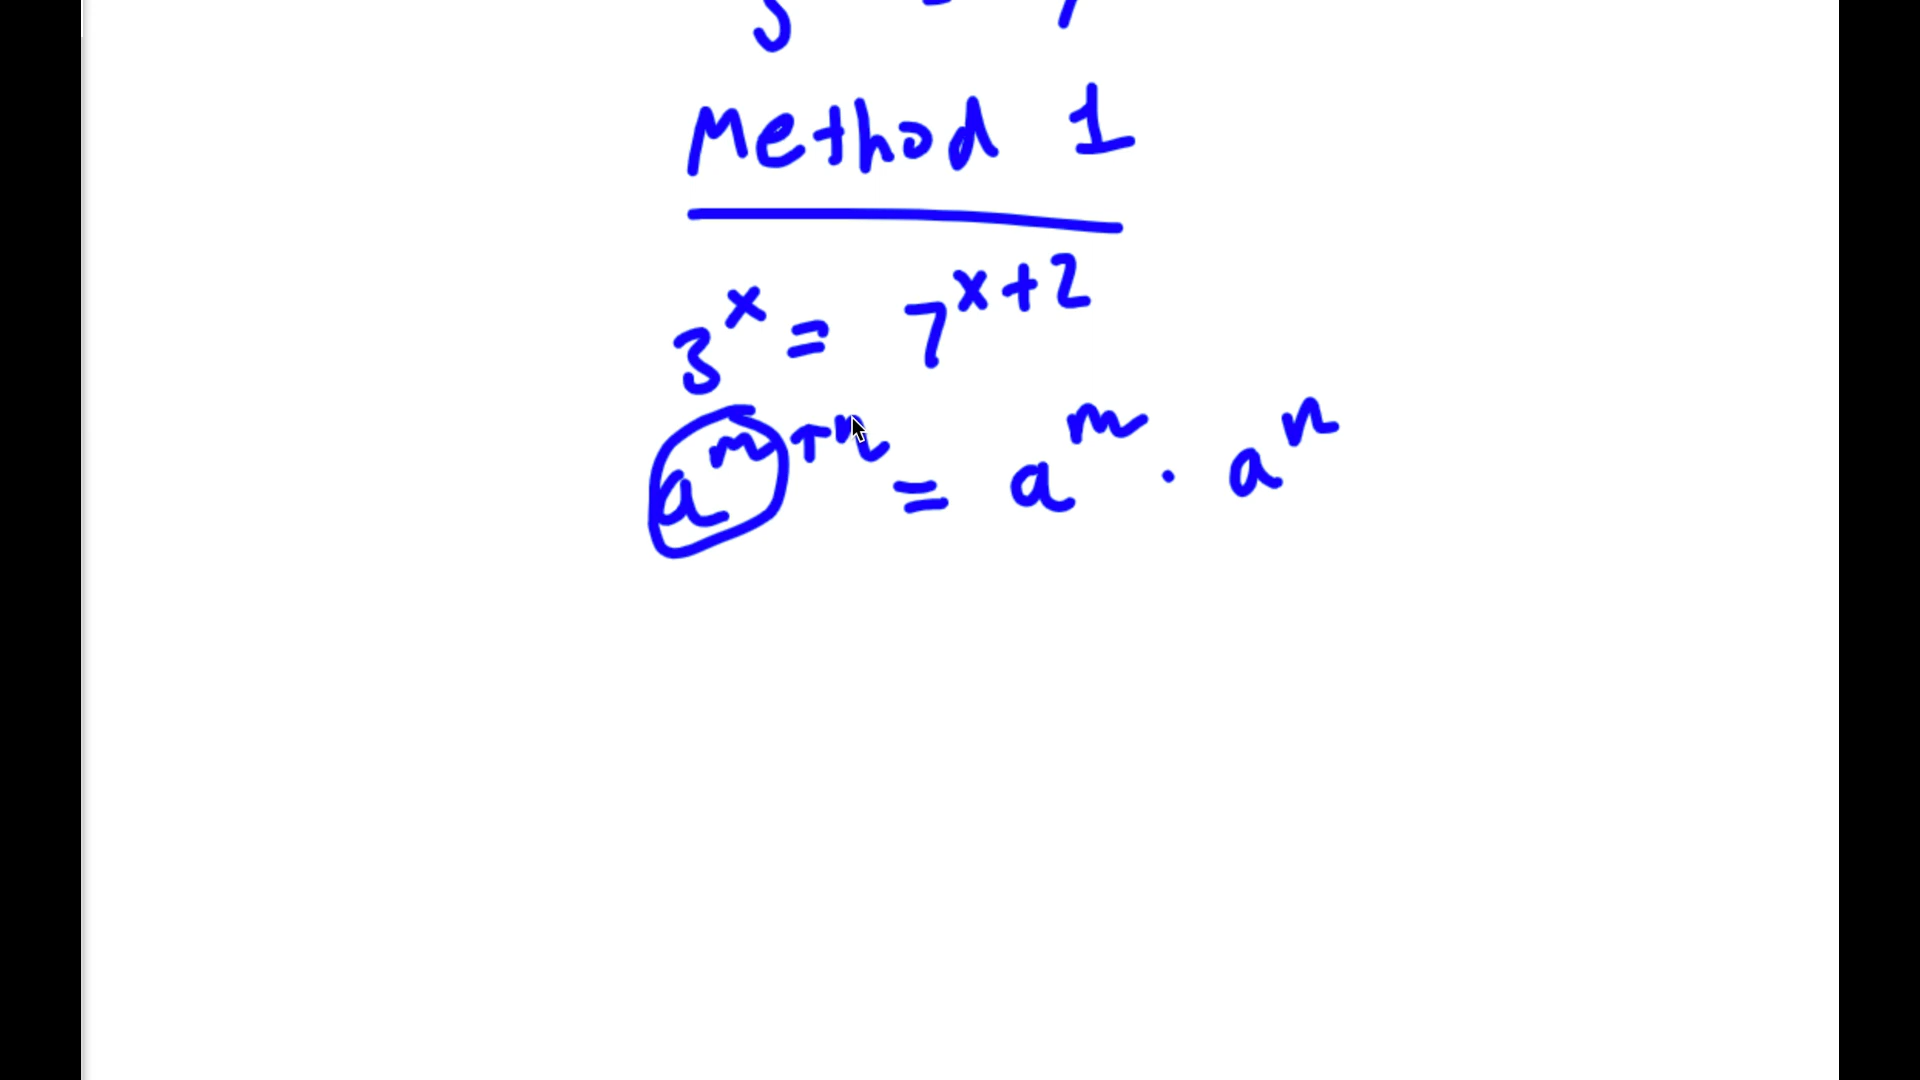 Method 1
3^x = 7^{x+2}
a^{m+n} = a^m · a^n